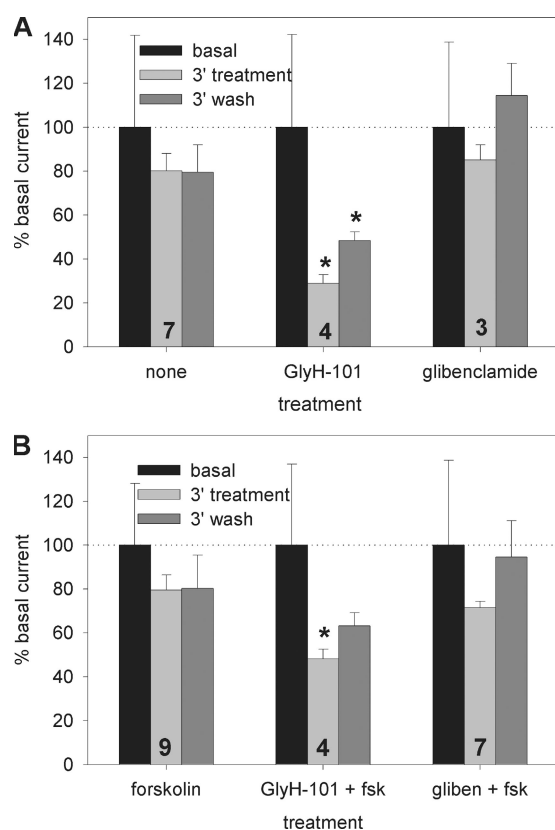 A
140
120
100
80
60
40
20
0
% basal current
basal
3' treatment
3' wash
* *
7 4 3
none GlyH-101 glibenclamide
treatment
B
140
120
100
80
60
40
20
0
% basal current
basal
3' treatment
3' wash
*
9 4 7
forskolin GlyH-101 + fsk gliben + fsk
treatment